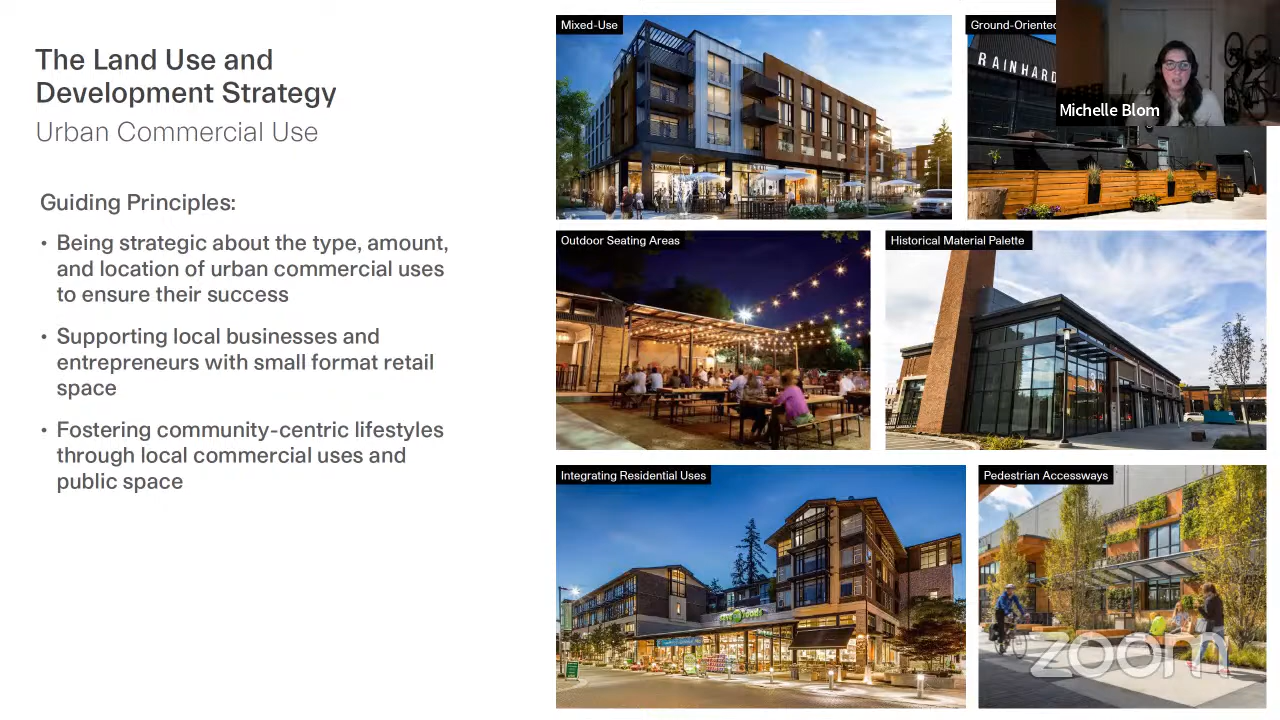 The Land Use and
Development Strategy
Urban Commercial Use
Guiding Principles:
• Being strategic about the type, amount,
and location of urban commercial uses
to ensure their success
• Supporting local businesses and
entrepreneurs with small format retail
space
• Fostering community-centric lifestyles
through local commercial uses and
public space
Mixed-Use
Ground-Oriented
RAINHARD
Michelle Blom
Outdoor Seating Areas
Historical Material Palette
Integrating Residential Uses
Pedestrian Accessways
zoom